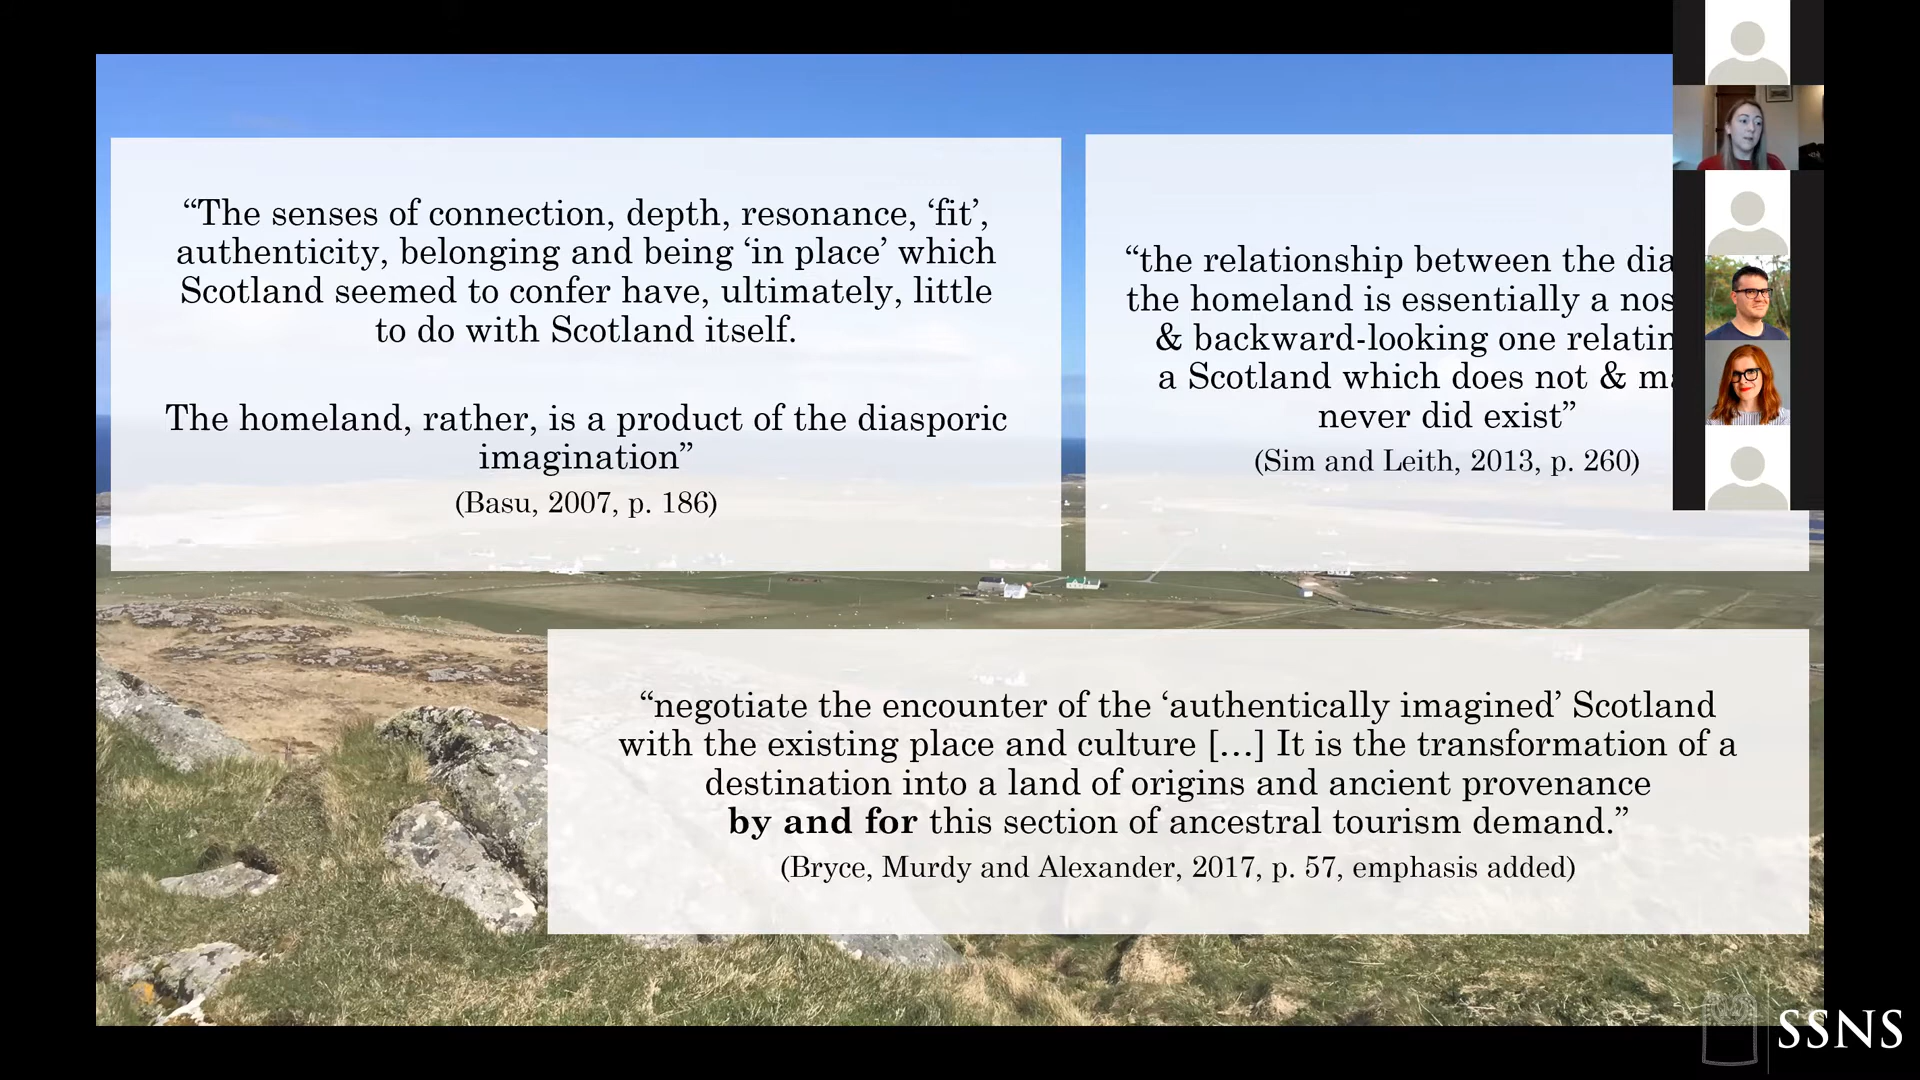 “The senses of connection, depth, resonance, ‘fit’,
authenticity, belonging and being ‘in place’ which
Scotland seemed to confer have, ultimately, little
to do with Scotland itself.
The homeland, rather, is a product of the diasporic
imagination”
(Basu, 2007, p. 186)
“the relationship between the
the homeland is essentially a
& backward-looking one
a Scotland which does not &
never did exist”
(Sim and Leith, 2013, p. 260)
“negotiate the encounter of the ‘authentically imagined’ Scotland
with the existing place and culture […] It is the transformation of a
destination into a land of origins and ancient provenance
by and for this section of ancestral tourism demand.”
(Bryce, Murdy and Alexander, 2017, p. 57, emphasis added)
SSNS